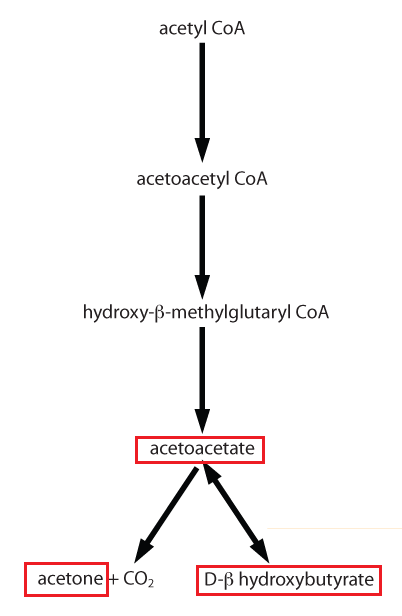 acetyl CoA
acetoacetyl CoA
hydroxy-β-methylglutaryl CoA
acetoacetate
acetone + CO₂
D-β hydroxybutyrate